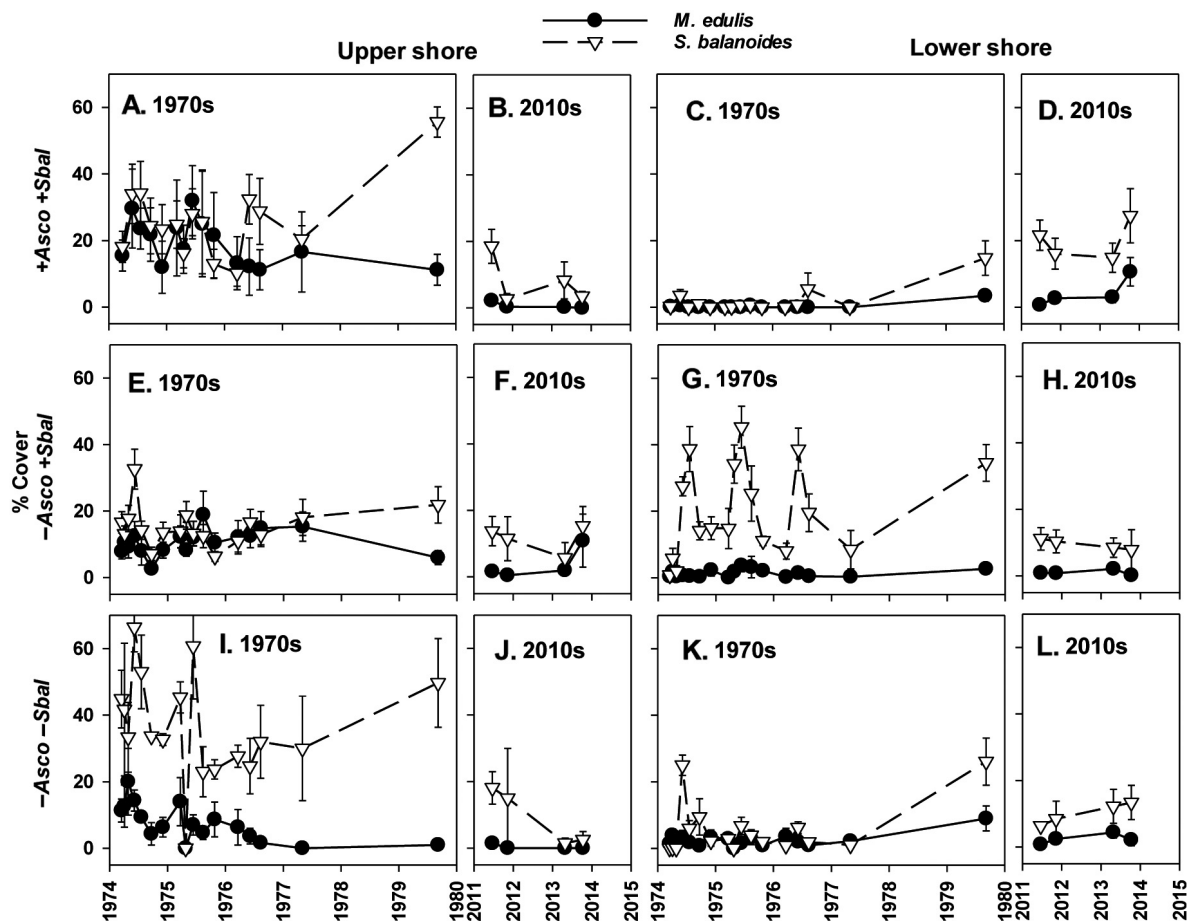 M. edulis
S. balanoides
Upper shore
Lower shore
A. 1970s
B. 2010s
C. 1970s
D. 2010s
60
40
20
0
+Asco +Sbal
E. 1970s
F. 2010s
G. 1970s
H. 2010s
60
40
20
0
% Cover
−Asco +Sbal
I. 1970s
J. 2010s
K. 1970s
L. 2010s
60
40
20
0
−Asco −Sbal
1974 1975 1976 1977 1978 1979 1980
2011 2012 2013 2014 2015
1974 1975 1976 1977 1978 1979 1980
2011 2012 2013 2014 2015